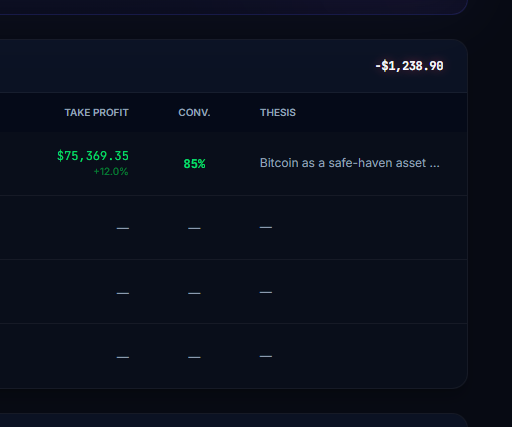 -$1,238.90
TAKE PROFIT CONV. THESIS
$75,369.35 85% Bitcoin as a safe-haven asset ...
+12.0%
— — —
— — —
— — —